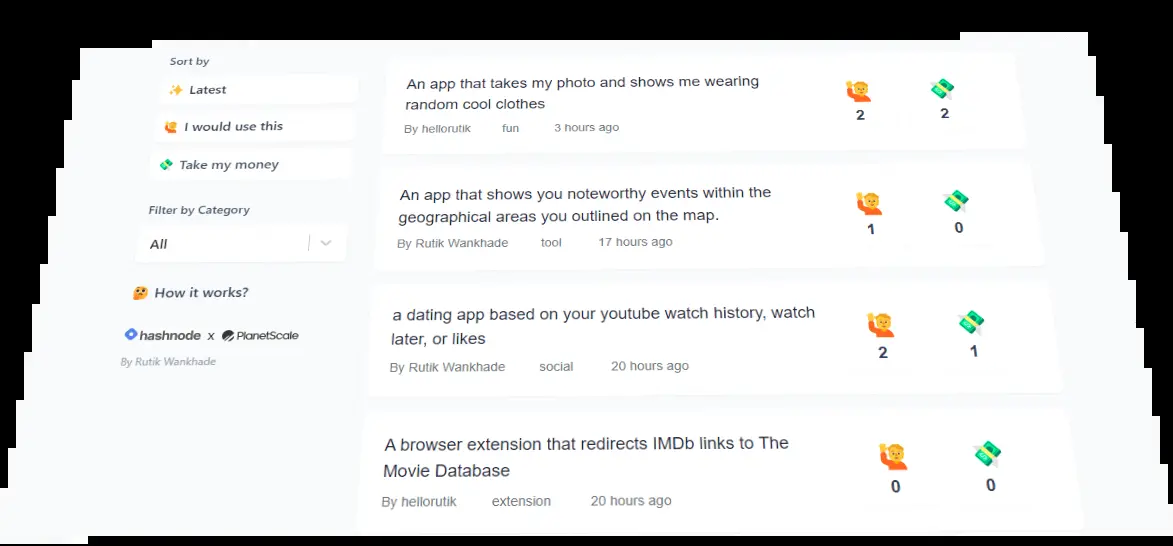 Sort by
✨ Latest
🙋 I would use this
💸 Take my money
Filter by Category
All
🤔 How it works?
hashnode x PlanetScale
By Rutik Wankhade
An app that takes my photo and shows me wearing
random cool clothes
By hellorutik fun 3 hours ago
🙋 💸
2 2
An app that shows you noteworthy events within the
geographical areas you outlined on the map.
By Rutik Wankhade tool 17 hours ago
🙋 💸
1 0
a dating app based on your youtube watch history, watch
later, or likes
By Rutik Wankhade social 20 hours ago
🙋 💸
2 1
A browser extension that redirects IMDb links to The
Movie Database
By hellorutik extension 20 hours ago
🙋 💸
0 0